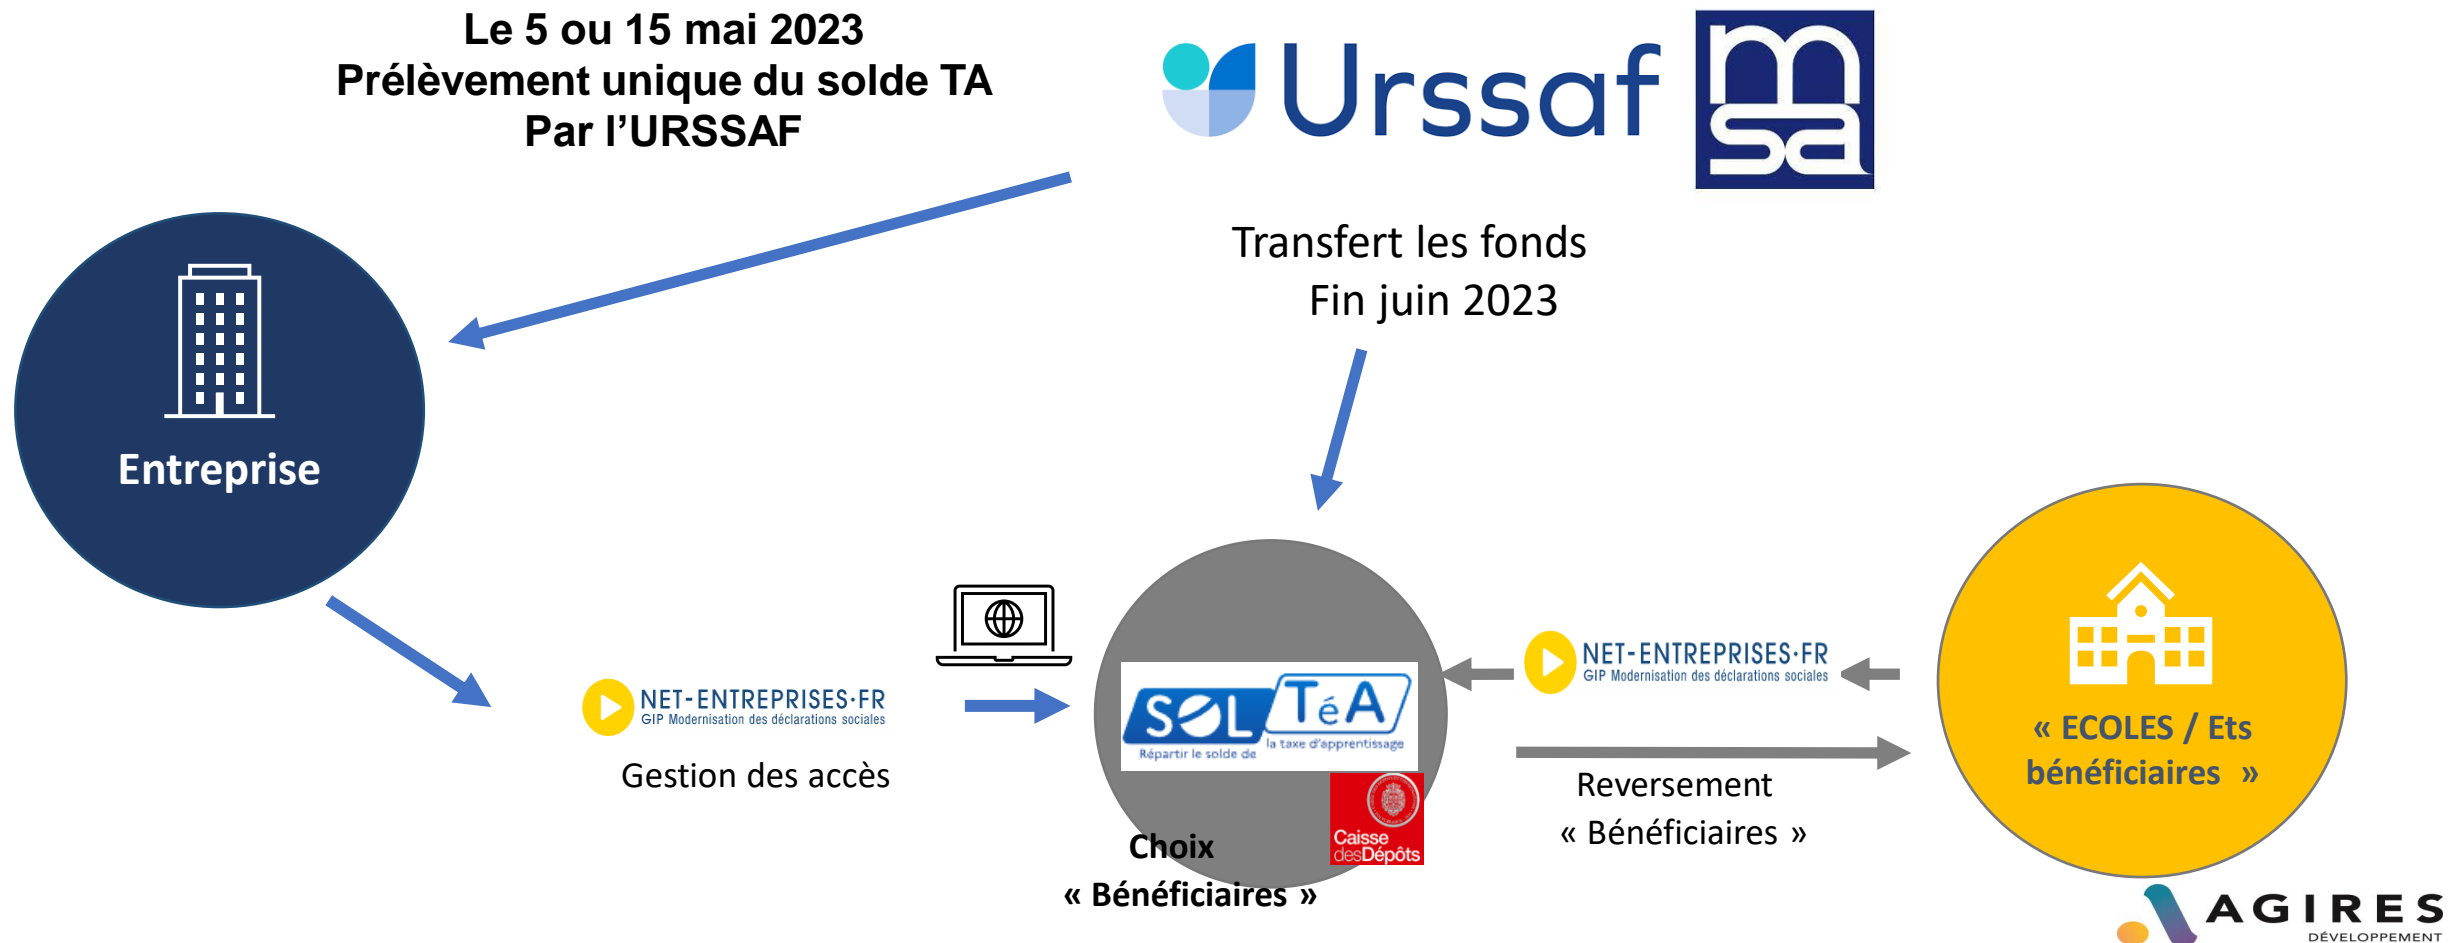 Le 5 ou 15 mai 2023
Prélèvement unique du solde TA
Par l'URSSAF
Urssaf
msa
Transfert les fonds
Fin juin 2023
Entreprise
NET-ENTREPRISES·FR
GIP Modernisation des déclarations sociales
Gestion des accès
SOLTéA
Répartir le solde de la taxe d'apprentissage
Caisse
desDépôts
Choix
« Bénéficiaires »
NET-ENTREPRISES·FR
GIP Modernisation des déclarations sociales
Reversement
« Bénéficiaires »
« ECOLES / Ets
bénéficiaires »
AGIRES
DÉVELOPPEMENT